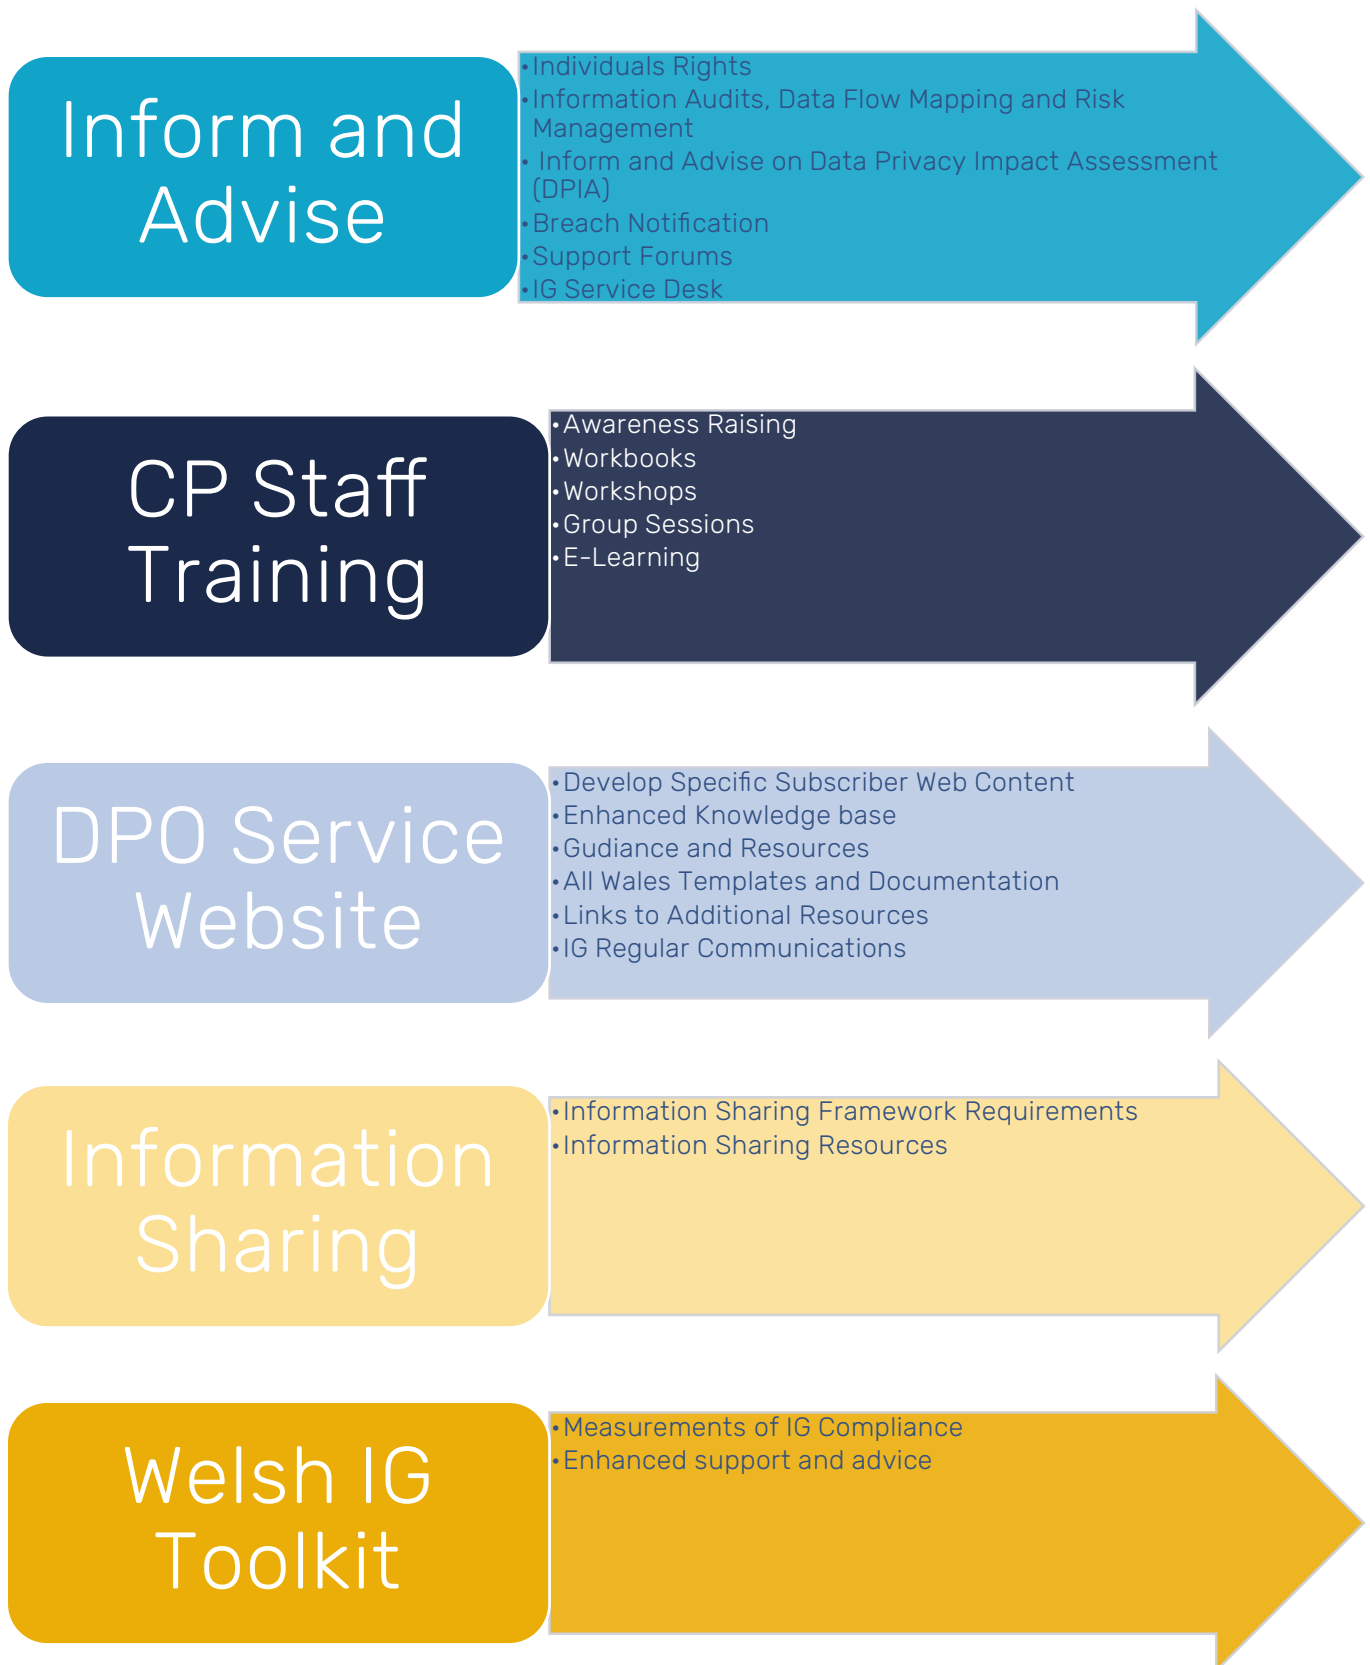 Inform and
Advise
•Individuals Rights
•Information Audits, Data Flow Mapping and Risk
Management
• Inform and Advise on Data Privacy Impact Assessment
(DPIA)
•Breach Notification
•Support Forums
•IG Service Desk
CP Staff
Training
•Awareness Raising
•Workbooks
•Workshops
•Group Sessions
•E-Learning
DPO Service
Website
•Develop Specific Subscriber Web Content
•Enhanced Knowledge base
•Gudiance and Resources
•All Wales Templates and Documentation
•Links to Additional Resources
•IG Regular Communications
Information
Sharing
•Information Sharing Framework Requirements
•Information Sharing Resources
Welsh IG
Toolkit
•Measurements of IG Compliance
•Enhanced support and advice